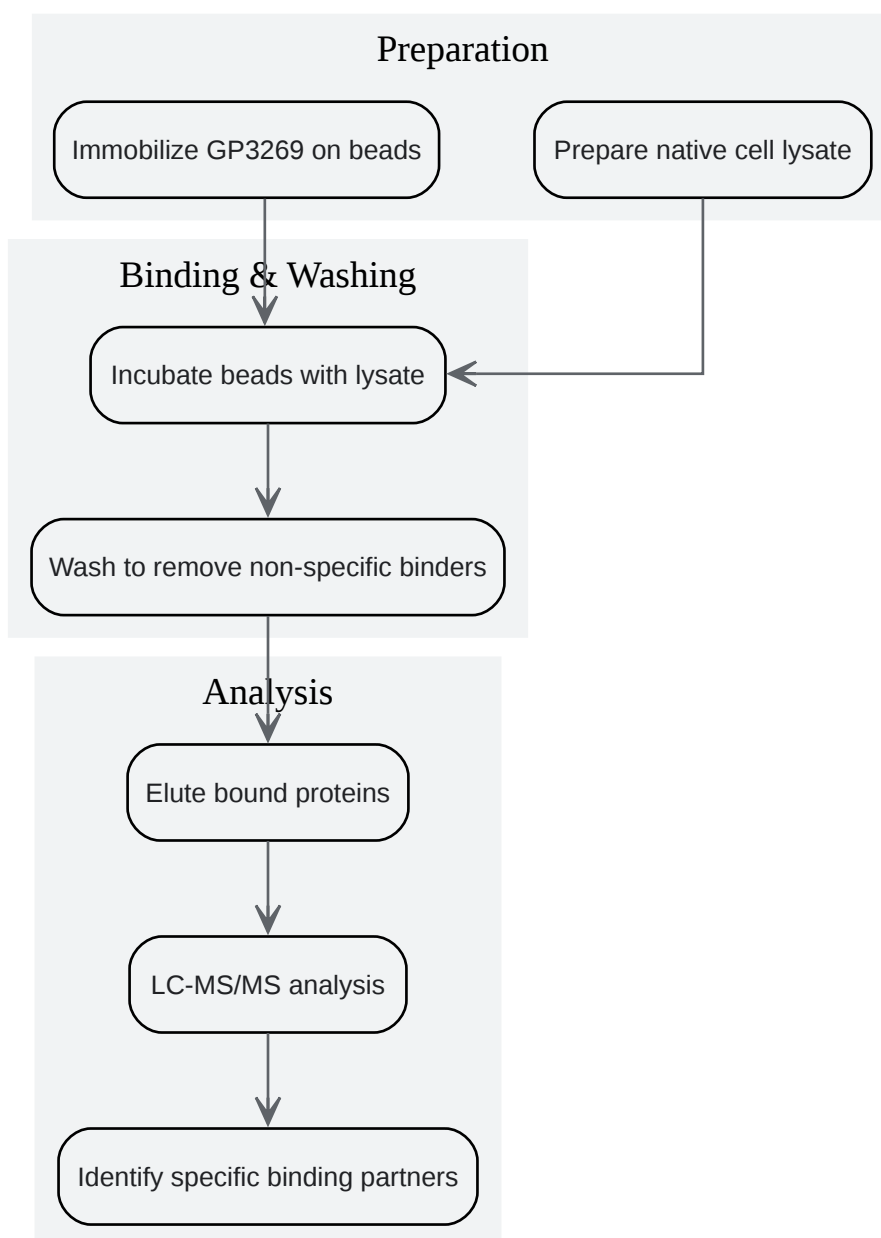 Preparation
Immobilize GP3269 on beads
Prepare native cell lysate
Binding & Washing
Incubate beads with lysate
Wash to remove non-specific binders
Analysis
Elute bound proteins
LC-MS/MS analysis
Identify specific binding partners